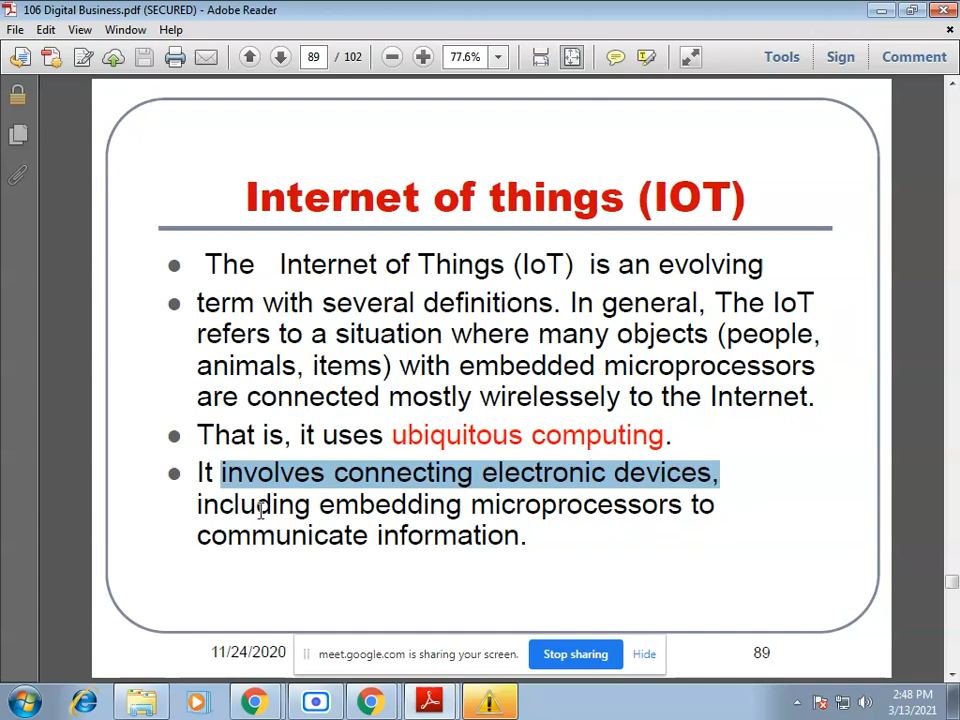 106 Digital Business.pdf (SECURED) - Adobe Reader
File Edit View Window Help
89 / 102 77.6% Tools Sign Comment
Internet of things (IOT)
The Internet of Things (IoT) is an evolving
term with several definitions. In general, The IoT
refers to a situation where many objects (people,
animals, items) with embedded microprocessors
are connected mostly wirelessly to the Internet.
That is, it uses ubiquitous computing.
It involves connecting electronic devices,
including embedding microprocessors to
communicate information.
11/24/2020 meet.google.com is sharing your screen. Stop sharing Hide 89
2:48 PM
3/13/2021